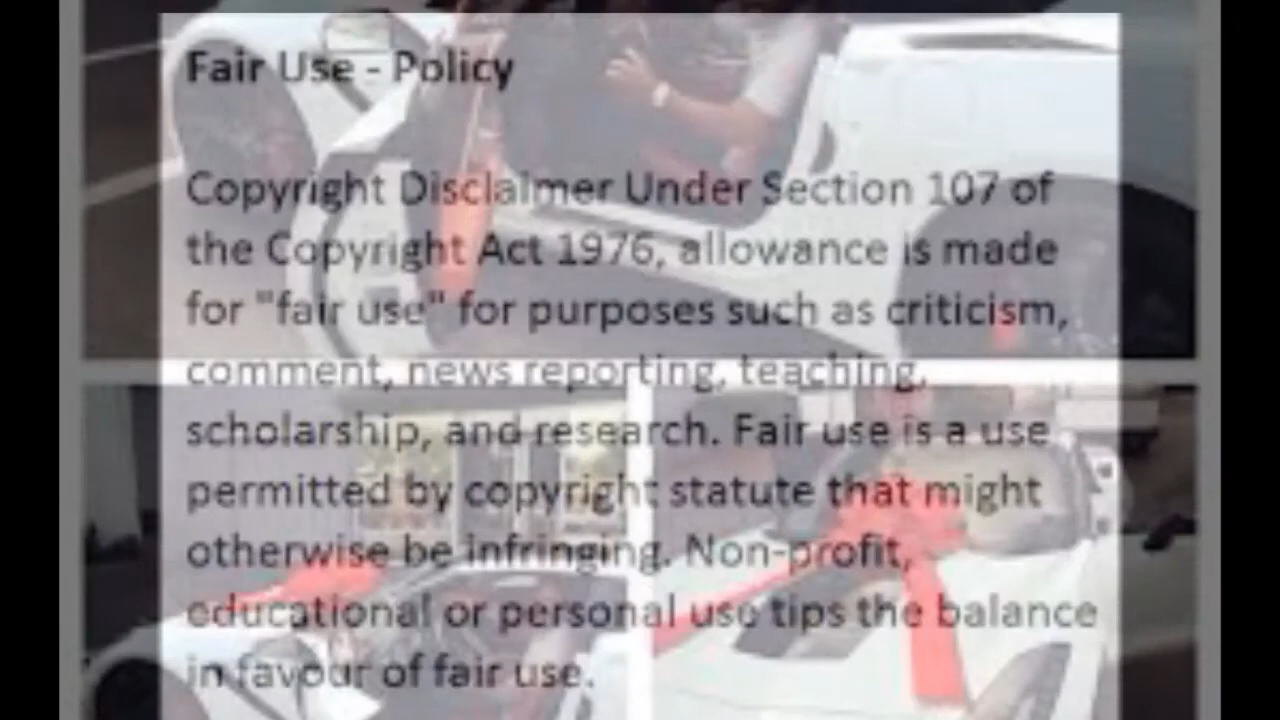 Fair Use - Policy
Copyright Disclaimer Under Section 107 of
the Copyright Act 1976, allowance is made
for "fair use" for purposes such as criticism,
comment, news reporting, teaching,
scholarship, and research. Fair use is a use
permitted by copyright statute that might
otherwise be infringing. Non-profit,
educational or personal use tips the balance
in favour of fair use.